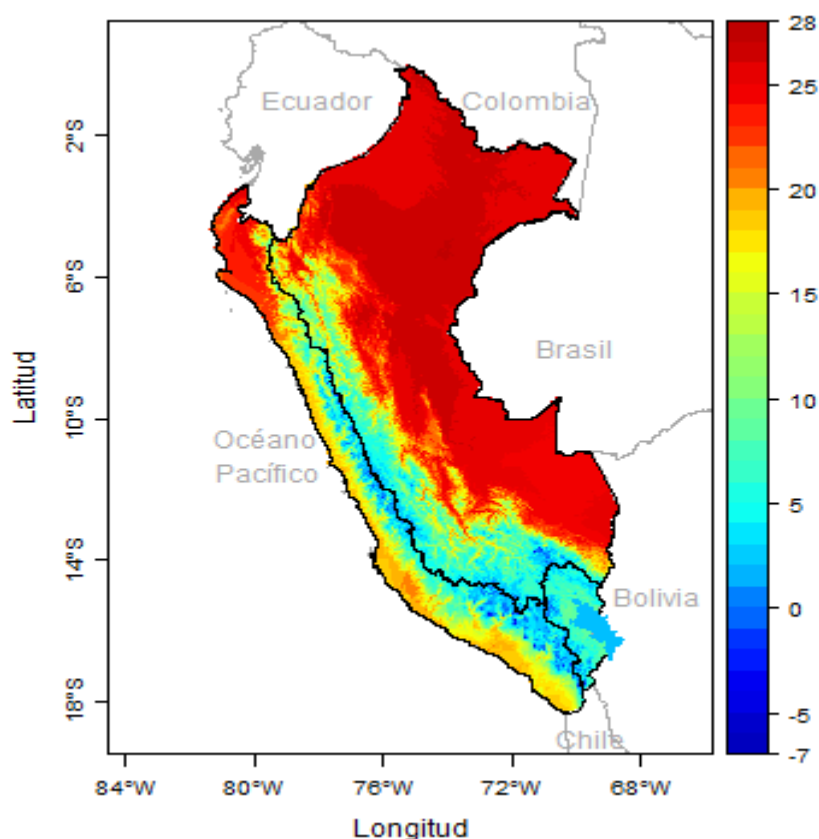 Ecuador
Colombia
Brasil
Océano
Pacífico
Bolivia
Chile
Latitud
2°S
6°S
10°S
14°S
18°S
84°W
80°W
76°W
72°W
68°W
Longitud
28
25
20
15
10
5
0
-5
-7